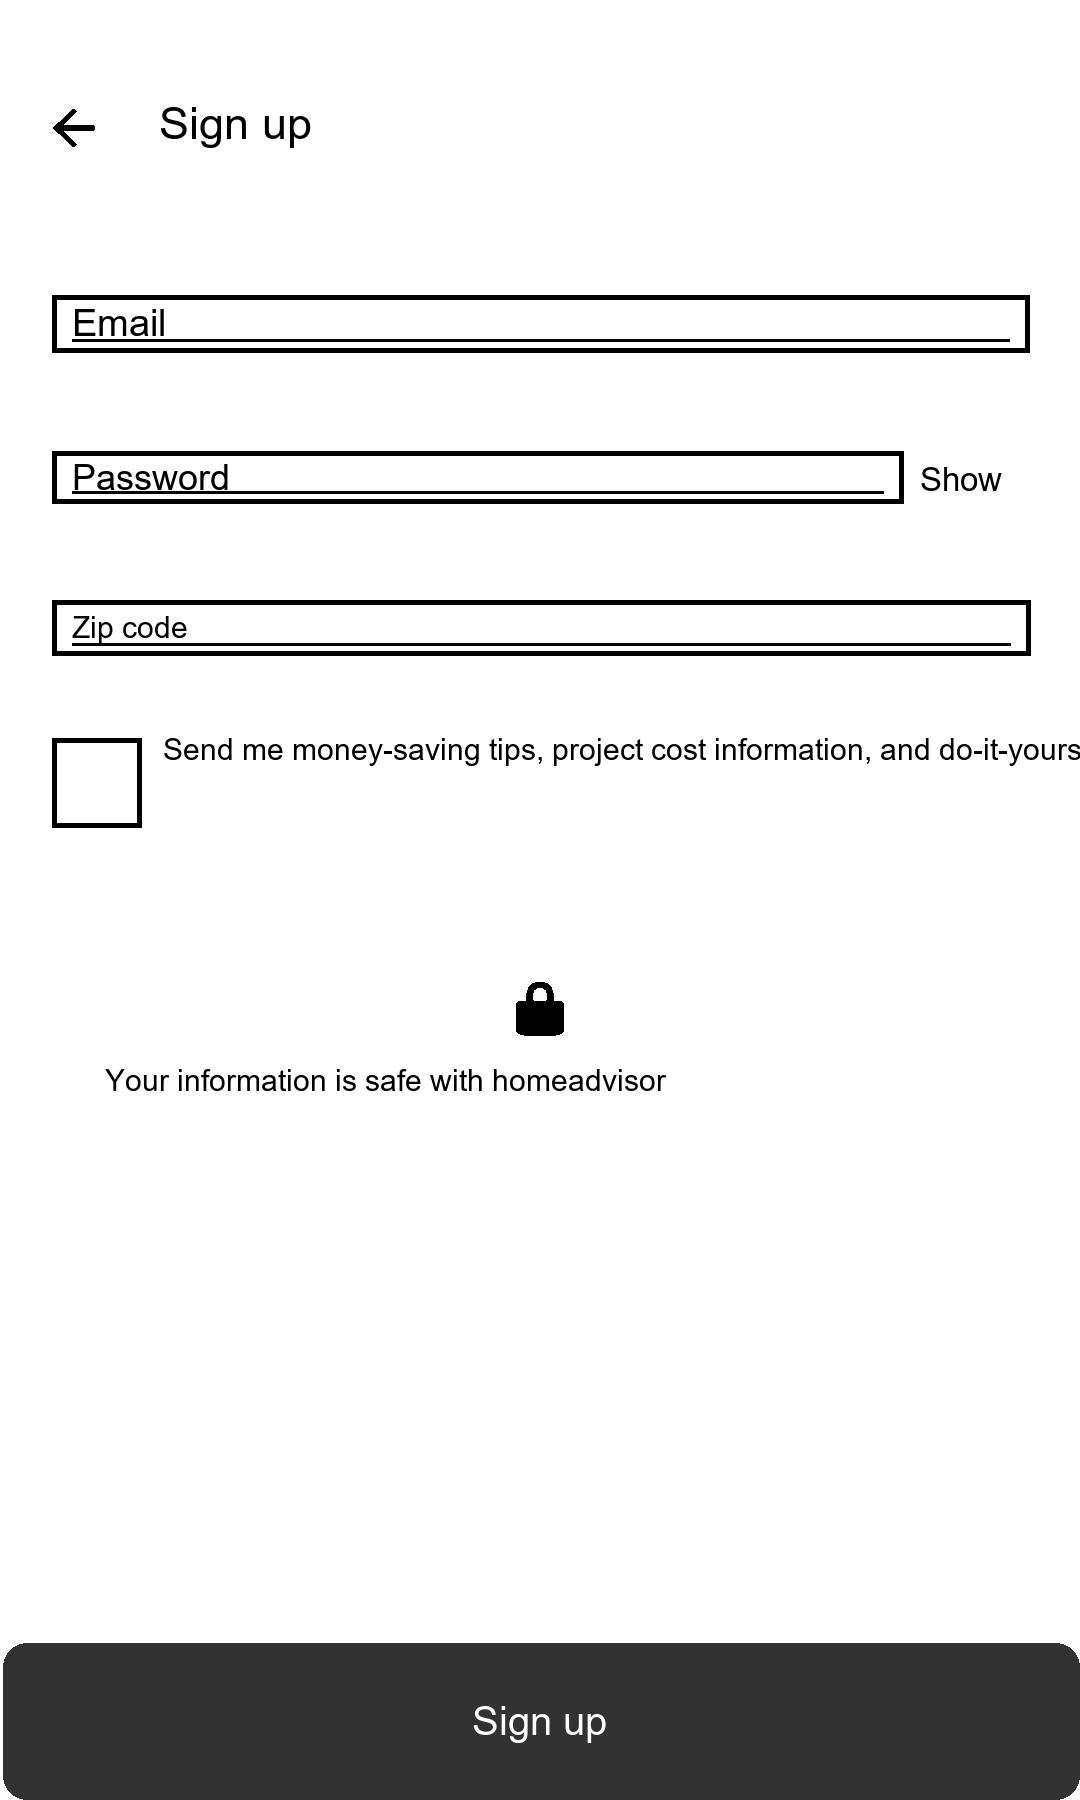 Sign up
Email
Password
Show
Zip code
Send me money-saving tips, project cost information, and do-it-yours
Your information is safe with homeadvisor
Sign up